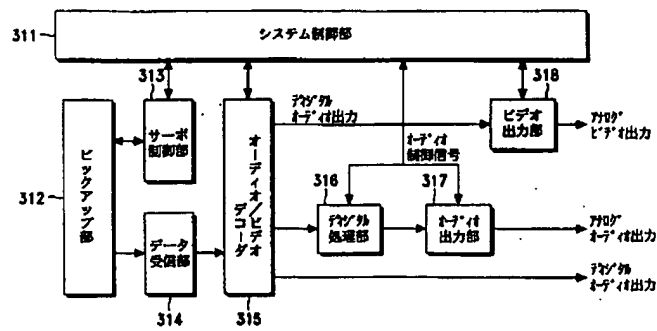 311
システム制御部
313
サーボ
制御部
312
ピックアップ部
データ
受信部
314
オーディオ/ビデオ
デコーダ
315
ディジタル
オーディオ出力
オーディオ
制御信号
316
ディジタル
処理部
317
オーディオ
出力部
318
ビデオ
出力部
アナログ
ビデオ出力
アナログ
オーディオ出力
ディジタル
オーディオ出力